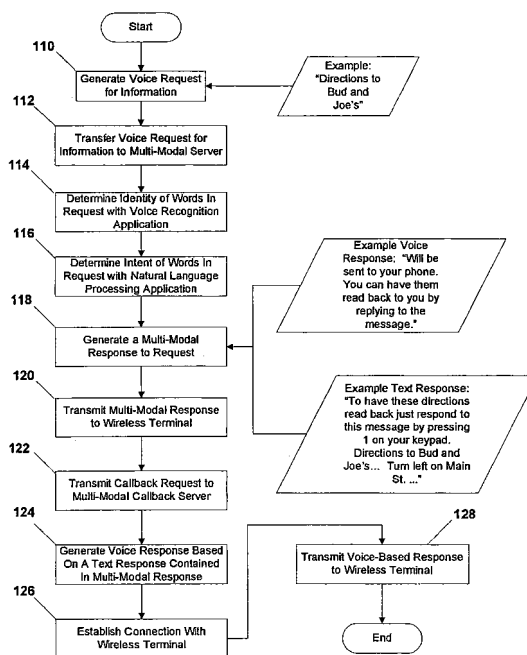 Start
110
Generate Voice Request
for Information
Example:
"Directions to
Bud and
Joe's"
112
Transfer Voice Request for
Information to Multi-Modal Server
114
Determine Identity of Words In
Request with Voice Recognition
Application
116
Determine Intent of Words In
Request with Natural Language
Processing Application
Example Voice
Response: "Will be
sent to your phone.
You can have them
read back to you by
replying to the
message."
118
Generate a Multi-Modal
Response to Request
120
Transmit Multi-Modal Response
to Wireless Terminal
Example Text Response:
"To have these directions
read back just respond to
this message by pressing
1 on your keypad.
Directions to Bud and
Joe's... Turn left on Main
St. ..."
122
Transmit Callback Request to
Multi-Modal Callback Server
124
Generate Voice Response Based
On A Text Response Contained
In Multi-Modal Response
128
Transmit Voice-Based Response
to Wireless Terminal
126
Establish Connection With
Wireless Terminal
End